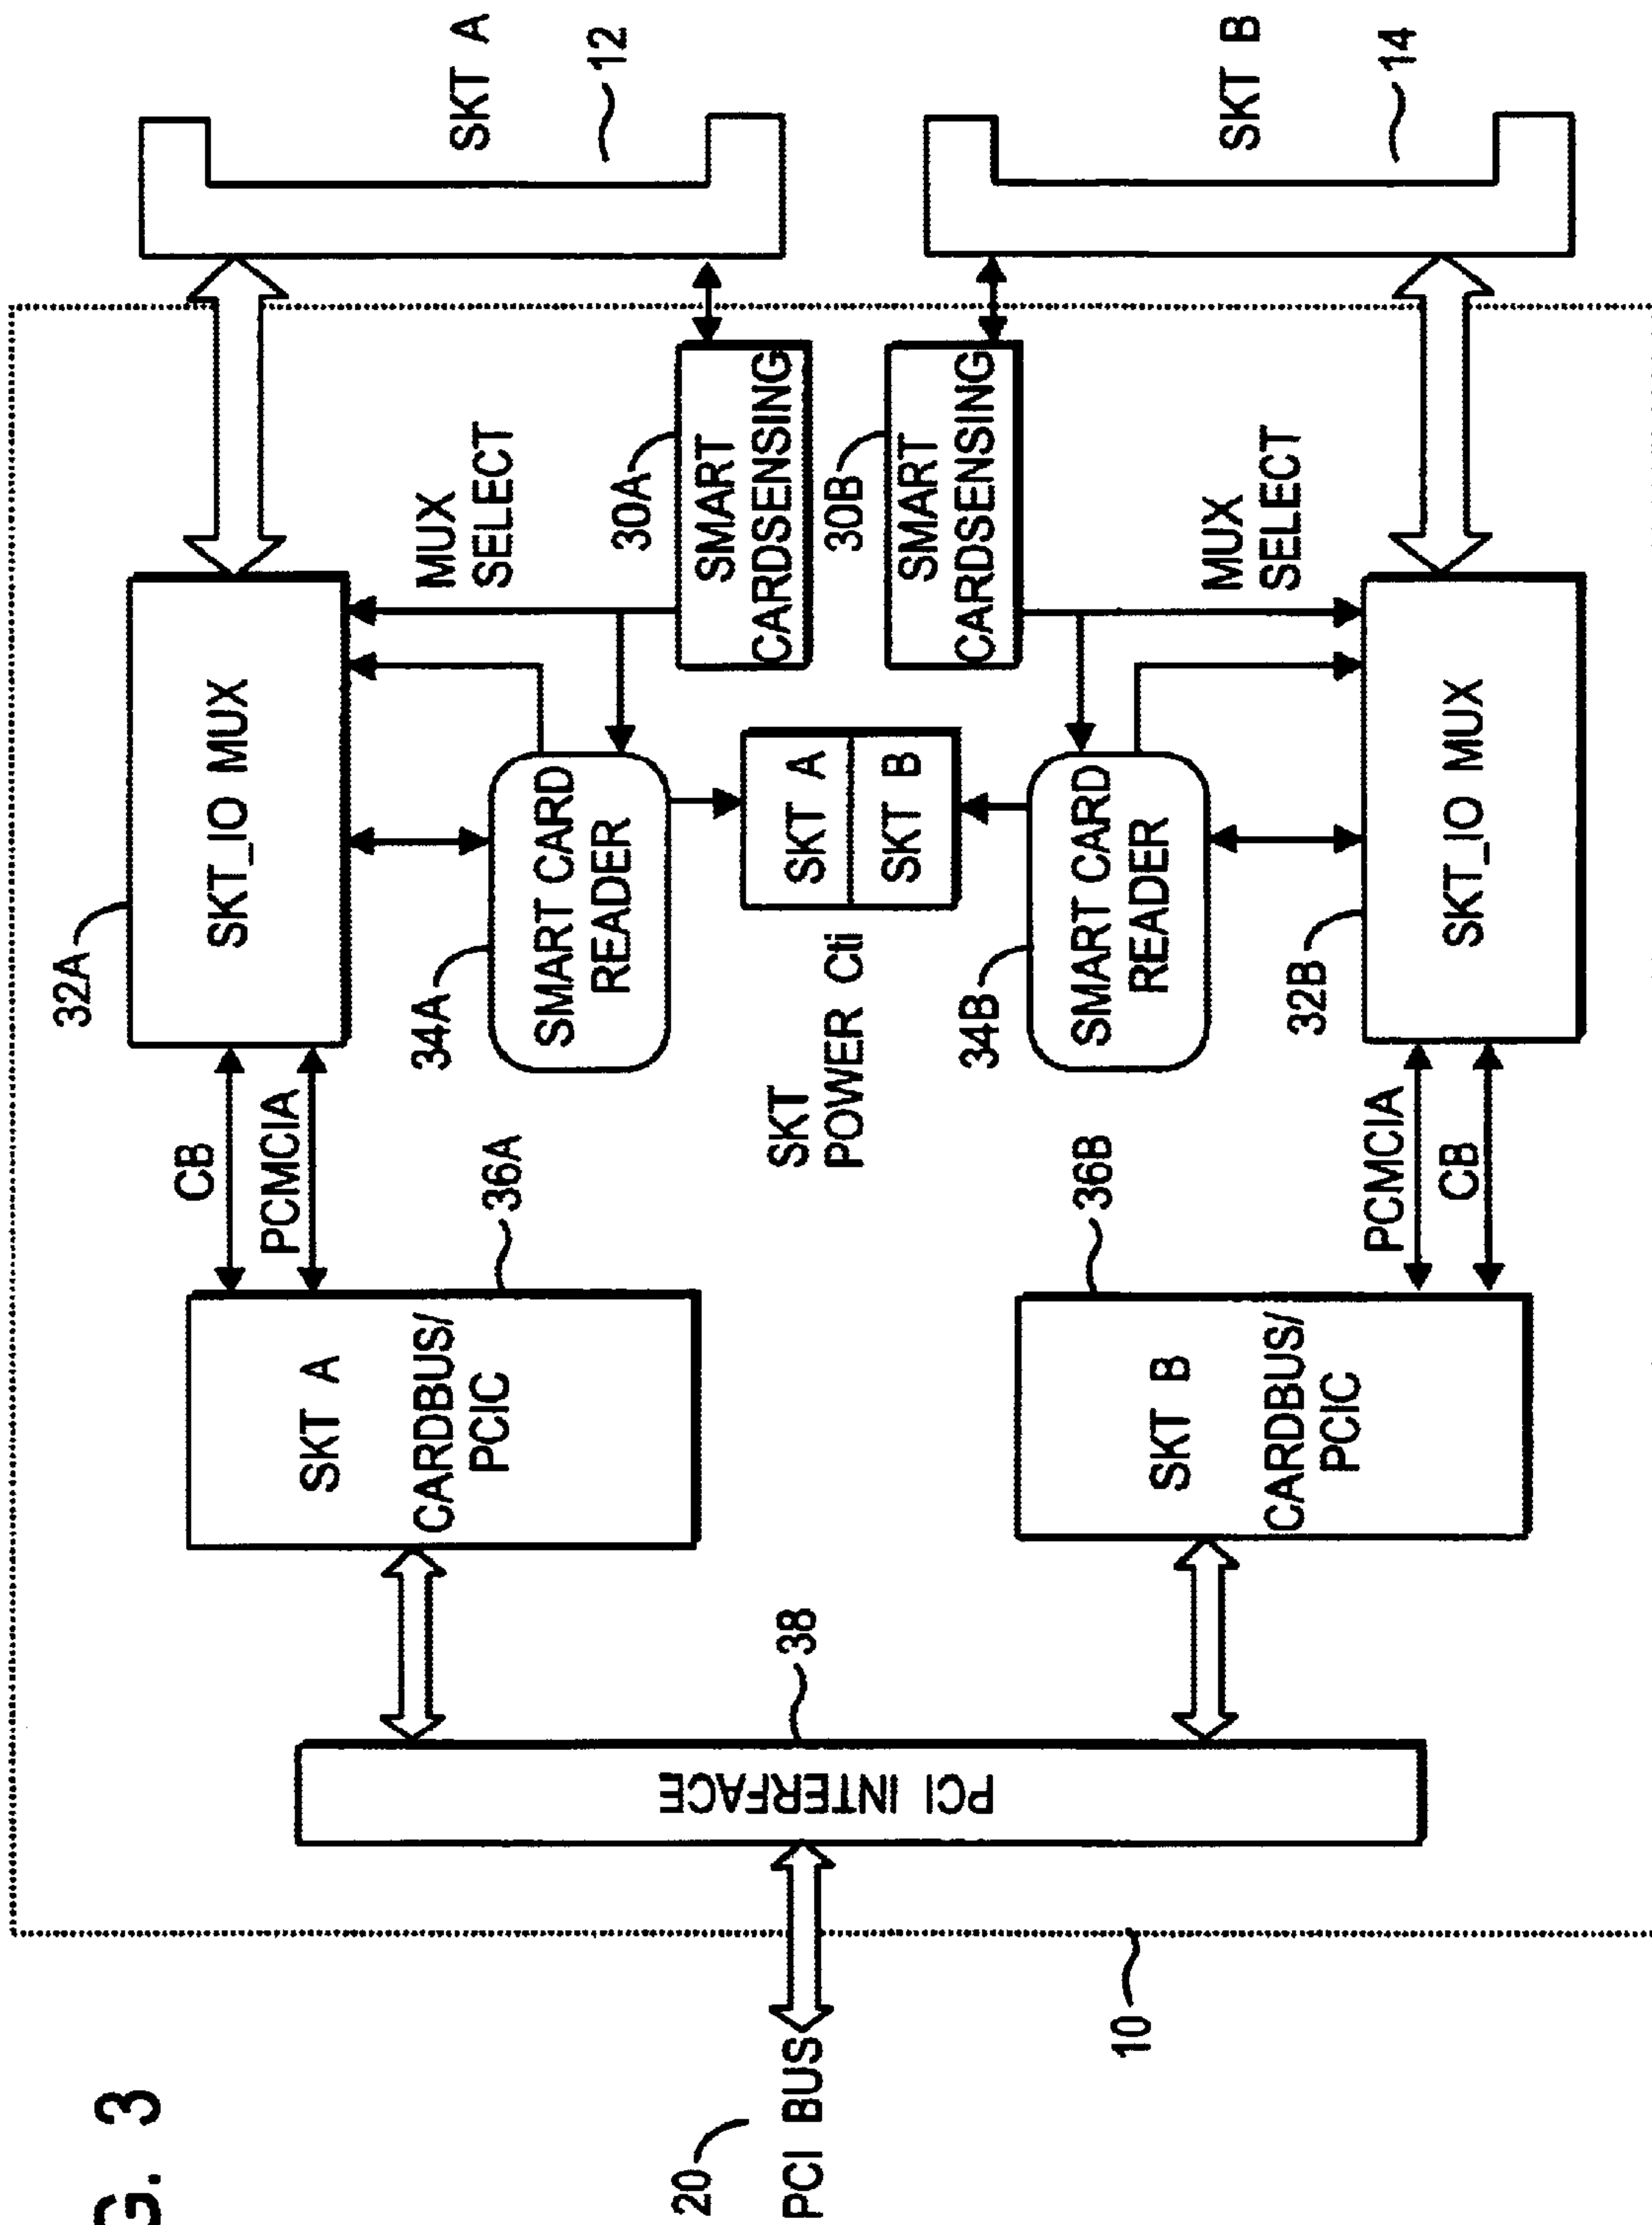 G. 3
20
PCI BUS
10
PCI INTERFACE
38
SKT A
CARDBUS/
PCIC
36A
CB
PCMCIA
32A
SKT_IO MUX
34A
SMART CARD
READER
MUX
SELECT
30A
SMART
CARDSENSING
SKT A
12
SKT
POWER Ctl
SKT A
SKT B
SKT B
CARDBUS/
PCIC
36B
PCMCIA
CB
34B
SMART CARD
READER
32B
SKT_IO MUX
30B
SMART
CARDSENSING
MUX
SELECT
SKT B
14